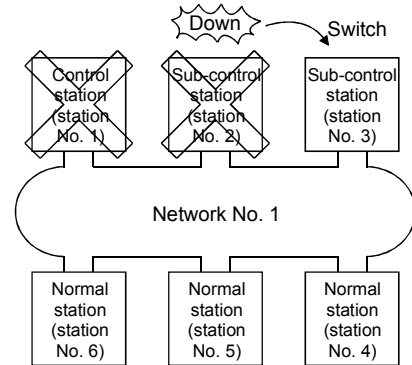 Down
Switch
Control
station
(station
No. 1)
Sub-control
station
(station
No. 2)
Sub-control
station
(station
No. 3)
Network No. 1
Normal
station
(station
No. 6)
Normal
station
(station
No. 5)
Normal
station
(station
No. 4)